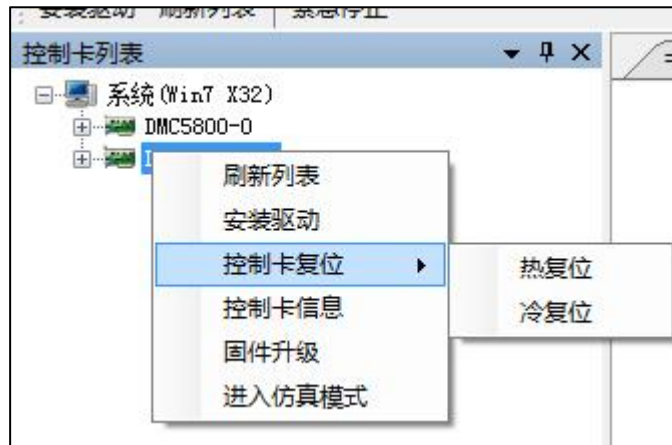 安装驱动 刷新列表 紧急停止
控制卡列表
系统(Win7 X32)
DMC5800-0
刷新列表
安装驱动
控制卡复位
热复位
控制卡信息
冷复位
固件升级
进入仿真模式